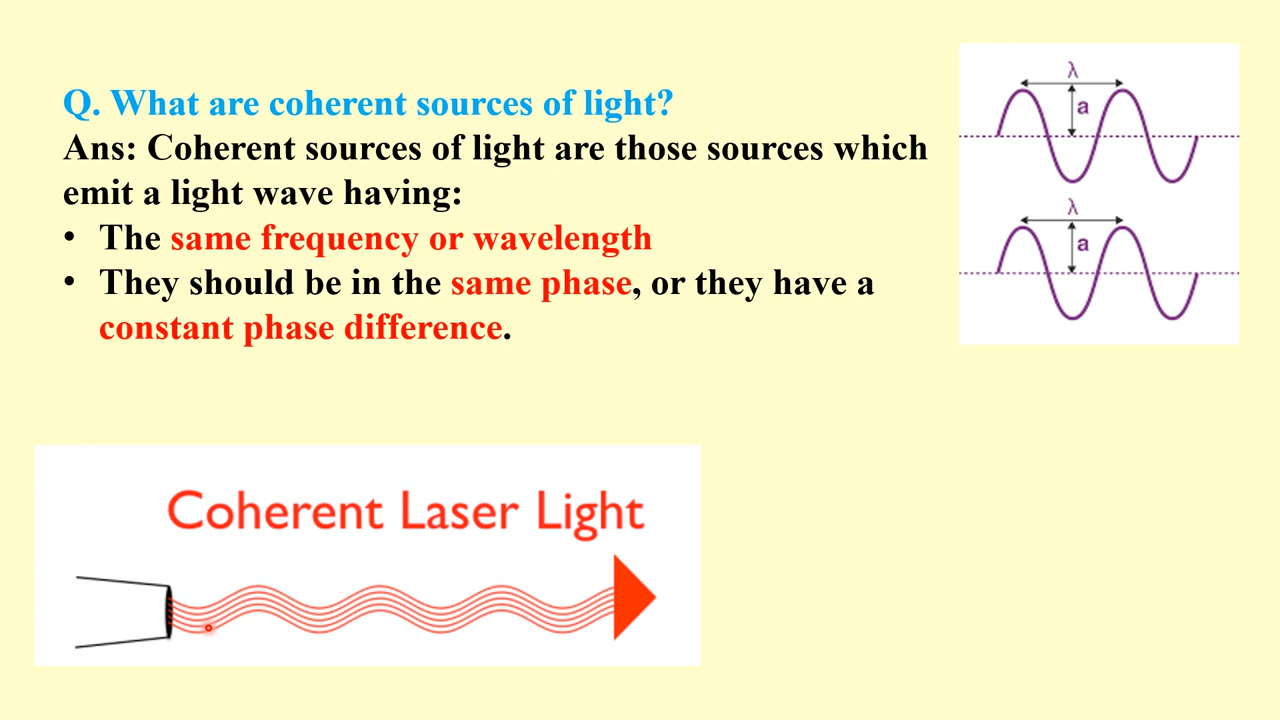 Q. What are coherent sources of light?
Ans: Coherent sources of light are those sources which
emit a light wave having:
• The same frequency or wavelength
• They should be in the same phase, or they have a
constant phase difference.
λ
a
λ
a
Coherent Laser Light